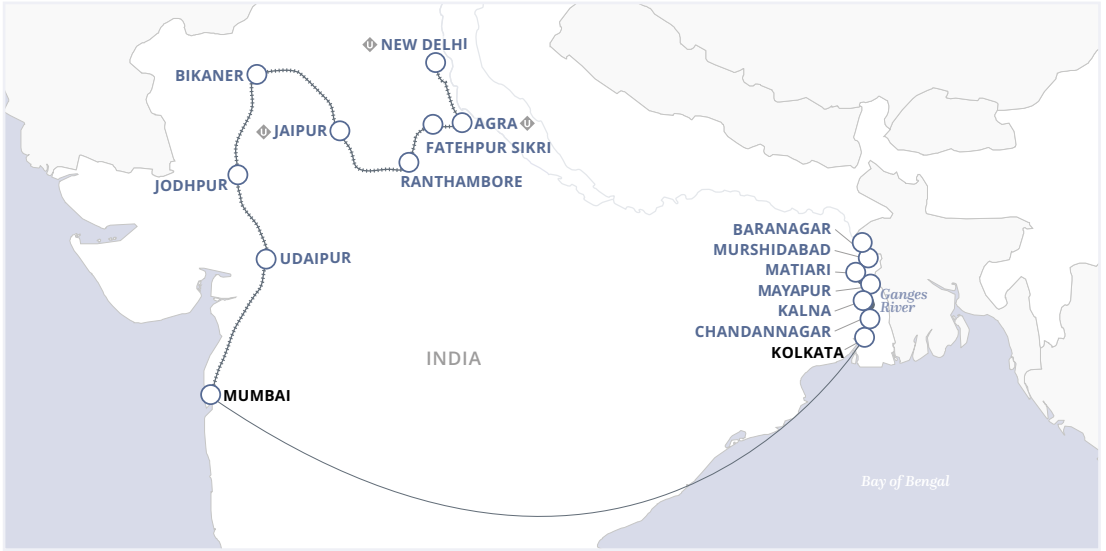 U NEW DELHI
BIKANER
U JAIPUR
AGRA U
FATEHPUR SIKRI
RANTHAMBORE
JODHPUR
UDAIPUR
BARANAGAR
MURSHIDABAD
MATIARI
MAYAPUR
Ganges
River
KALNA
CHANDANNAGAR
KOLKATA
INDIA
MUMBAI
Bay of Bengal